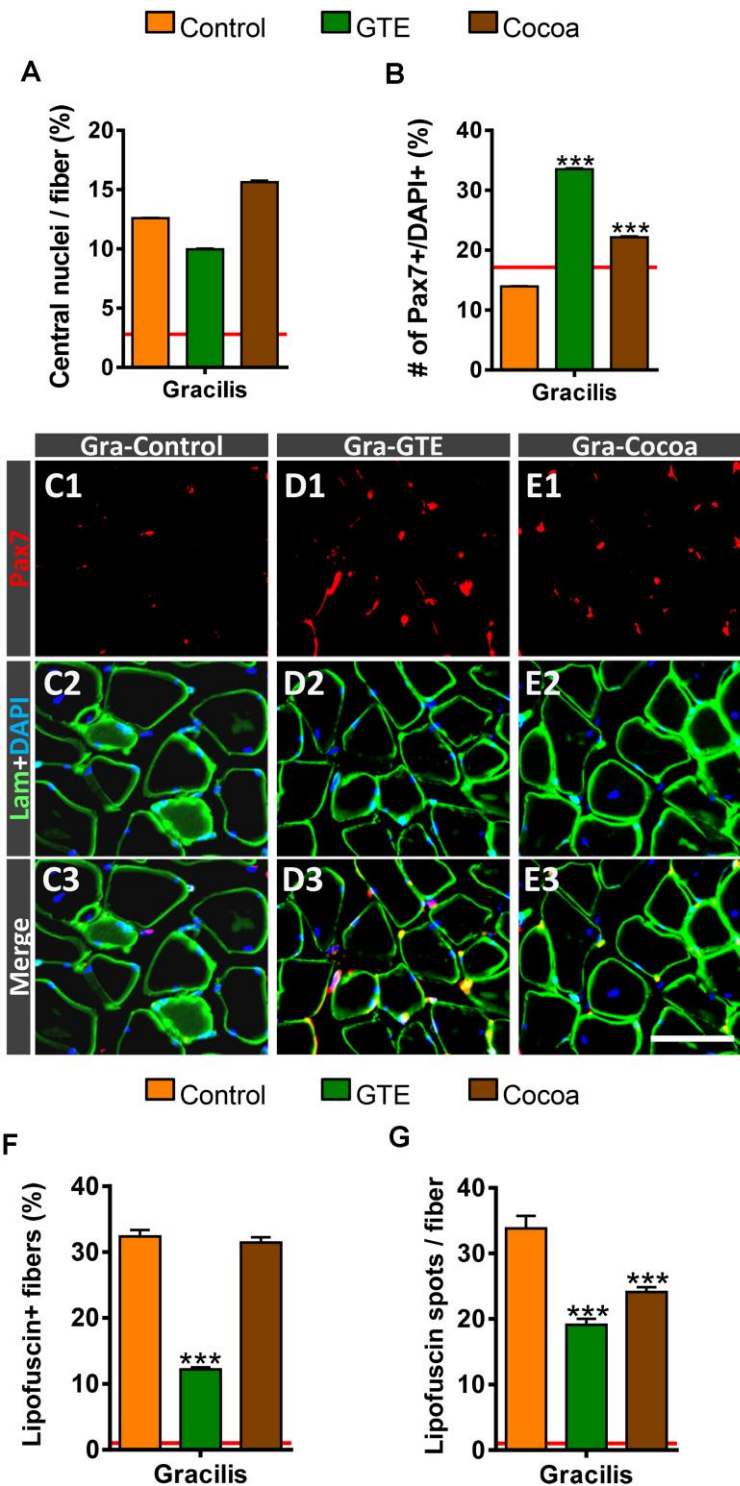 Control GTE Cocoa
A
Central nuclei / fiber (%)
20
15
10
5
0
Gracilis
B
# of Pax7+/DAPI+ (%)
40
30
20
10
0
***
***
Gracilis
Gra-Control Gra-GTE Gra-Cocoa
Pax7
C1 D1 E1
Lam+DAPI
C2 D2 E2
Merge
C3 D3 E3
Control GTE Cocoa
F
Lipofuscin+ fibers (%)
40
30
20
10
0
***
Gracilis
G
Lipofuscin spots / fiber
40
30
20
10
0
***
***
Gracilis